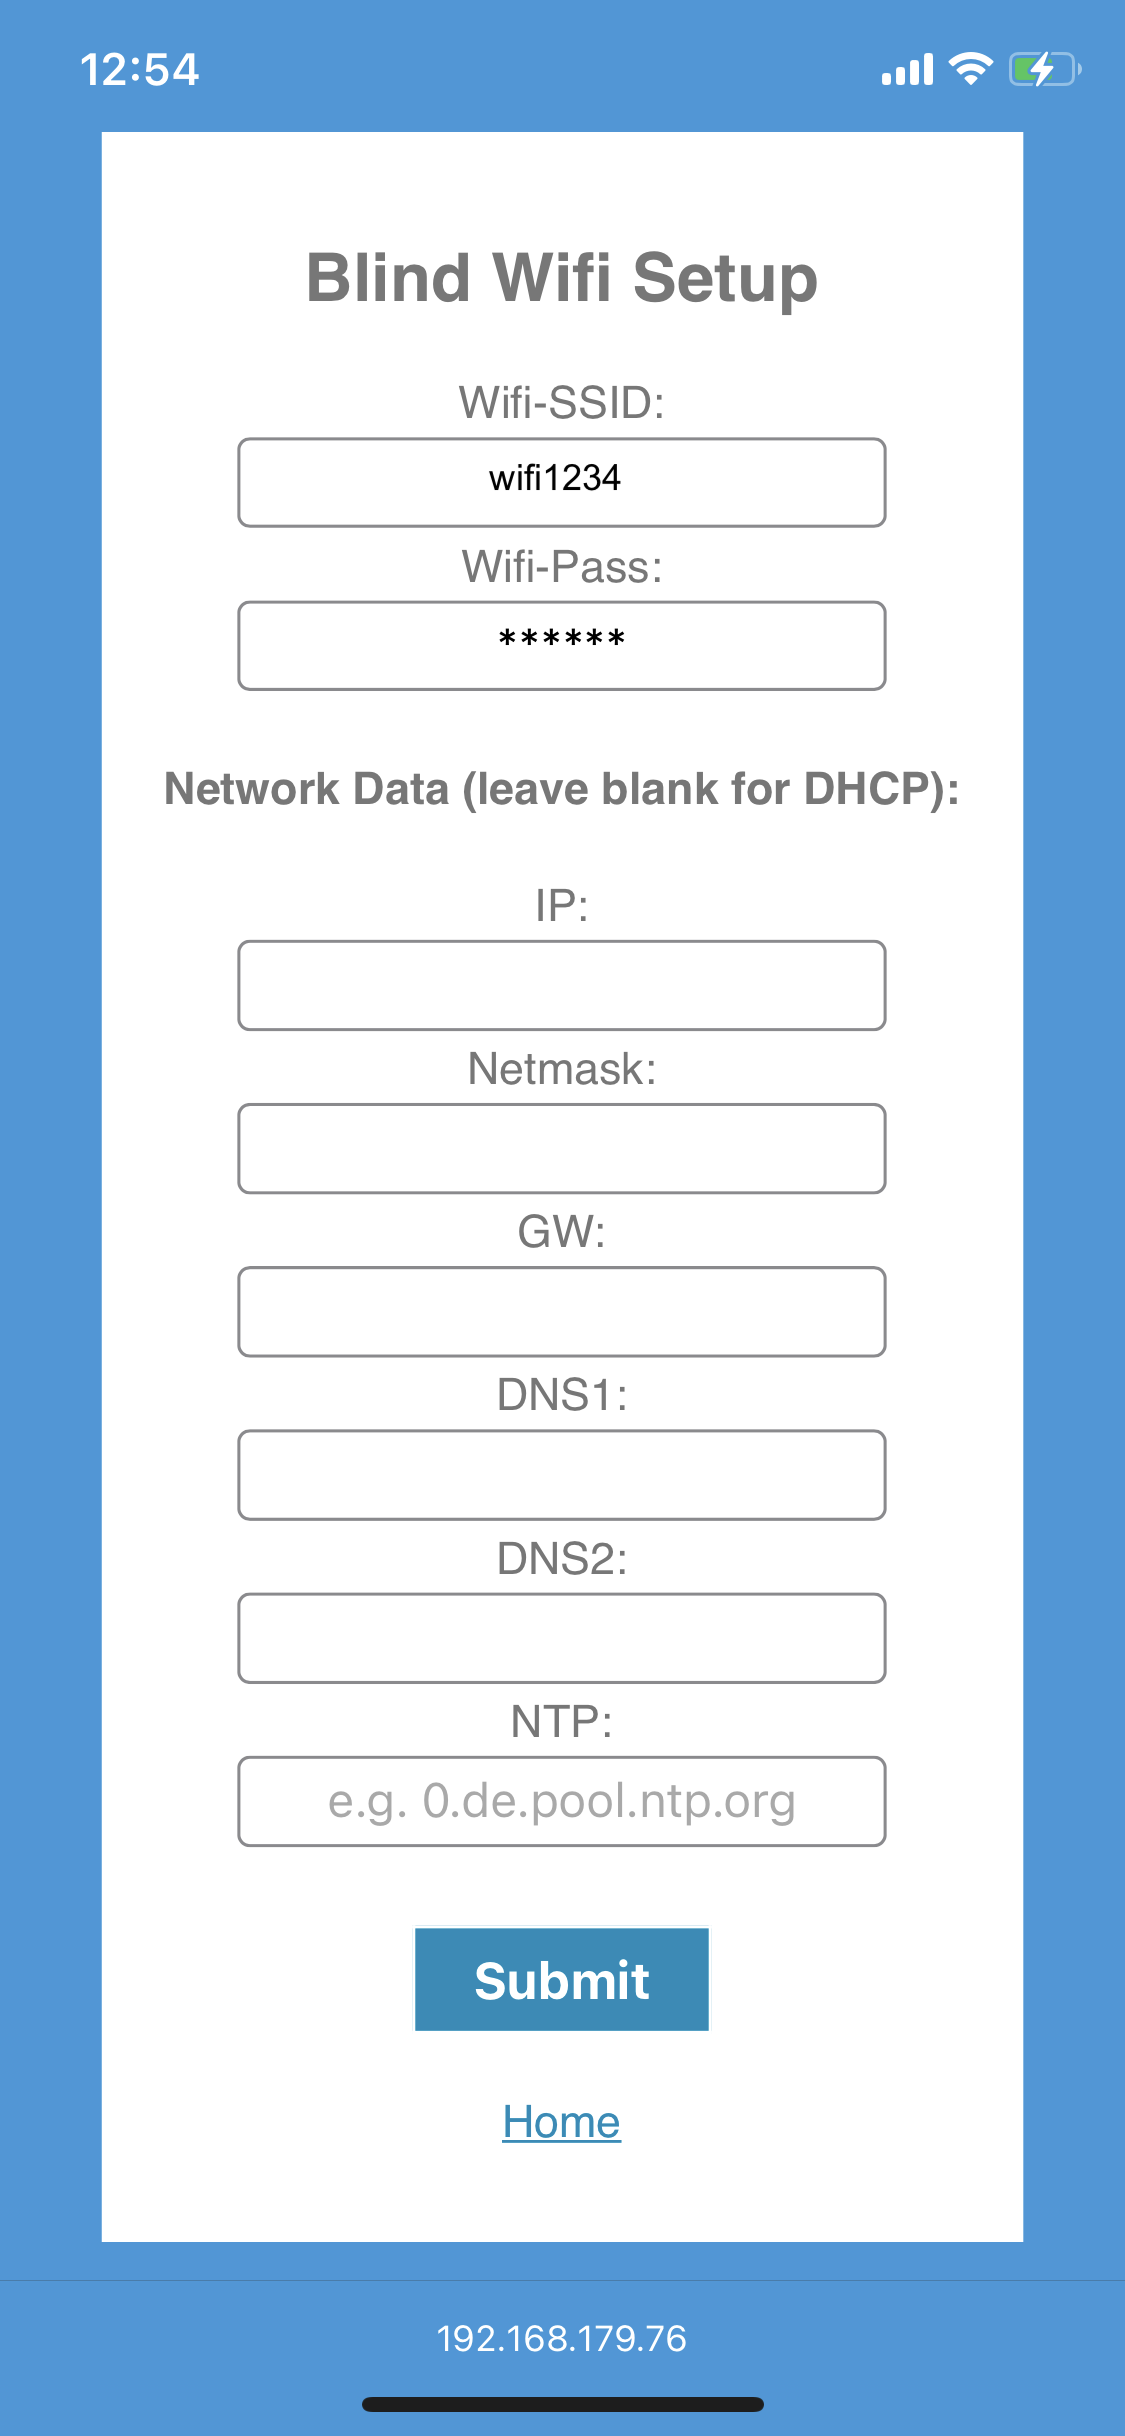 12:54
Blind Wifi Setup
Wifi-SSID:
wifi1234
Wifi-Pass:
******
Network Data (leave blank for DHCP):
IP:
Netmask:
GW:
DNS1:
DNS2:
NTP:
e.g. 0.de.pool.ntp.org
Submit
Home
192.168.179.76